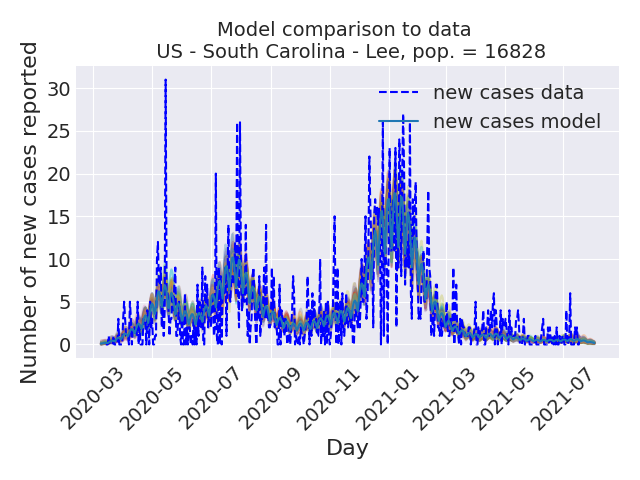 Model comparison to data
US - South Carolina - Lee, pop. = 16828
Number of new cases reported
30
25
20
15
10
5
0
new cases data
new cases model
2020-03
2020-05
2020-07
2020-09
2020-11
2021-01
2021-03
2021-05
2021-07
Day